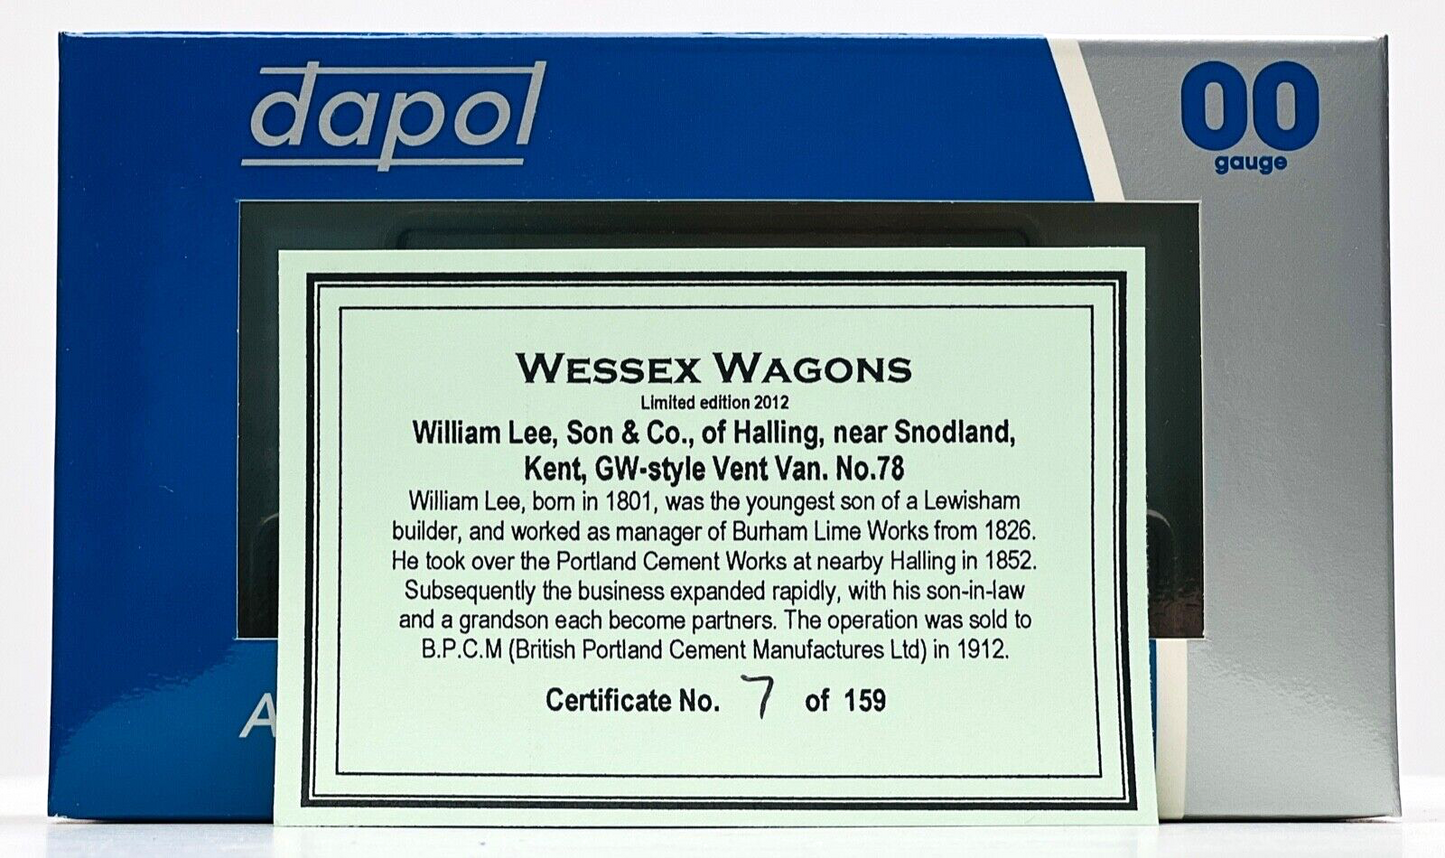 dapol
00
gauge
WESSEX WAGONS
Limited edition 2012
William Lee, Son & Co., of Halling, near Snodland,
Kent, GW-style Vent Van. No.78
William Lee, born in 1801, was the youngest son of a Lewisham
builder, and worked as manager of Burham Lime Works from 1826.
He took over the Portland Cement Works at nearby Halling in 1852.
Subsequently the business expanded rapidly, with his son-in-law
and a grandson each become partners. The operation was sold to
B.P.C.M (British Portland Cement Manufactures Ltd) in 1912.
Certificate No. 7 of 159